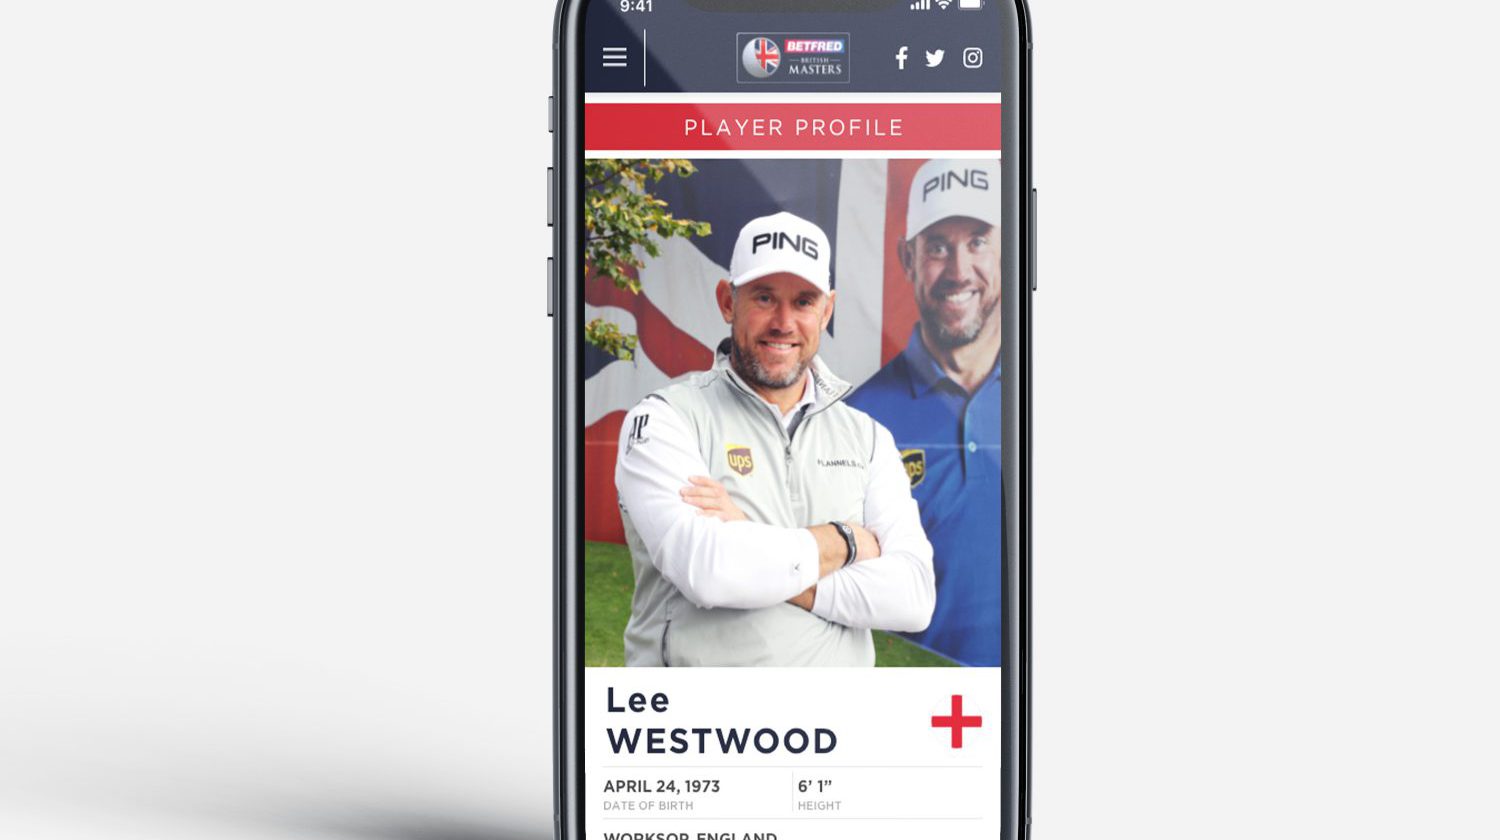 9:41
BETFRED
BRITISH
MASTERS
PLAYER PROFILE
PING
PING
ups
FLANNELS
ups
Lee
WESTWOOD
APRIL 24, 1973
6’ 1”
DATE OF BIRTH
HEIGHT
WORKSOP, ENGLAND